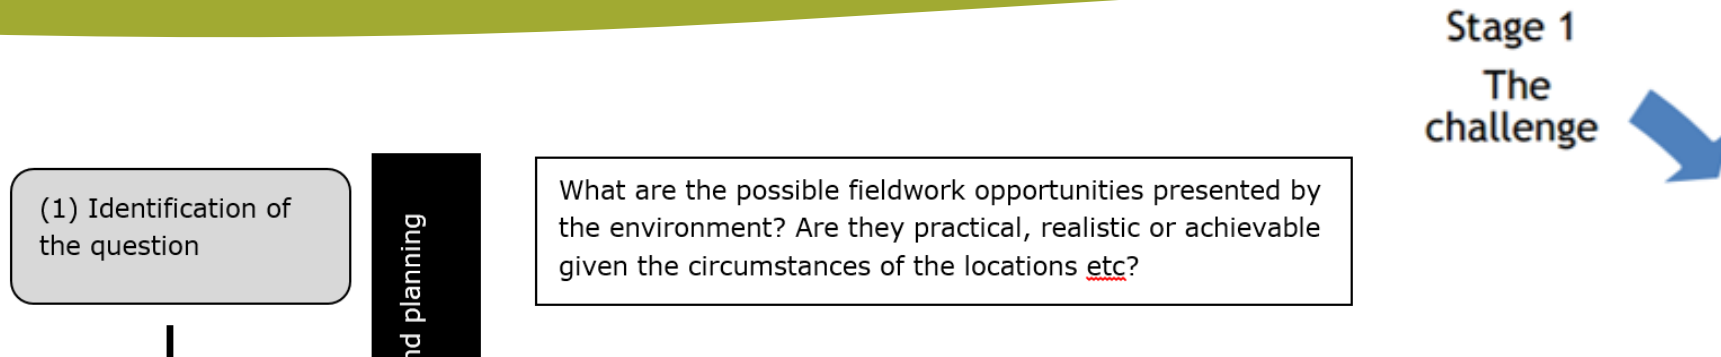 Stage 1
The
challenge
(1) Identification of
the question
planning
What are the possible fieldwork opportunities presented by
the environment? Are they practical, realistic or achievable
given the circumstances of the locations etc?